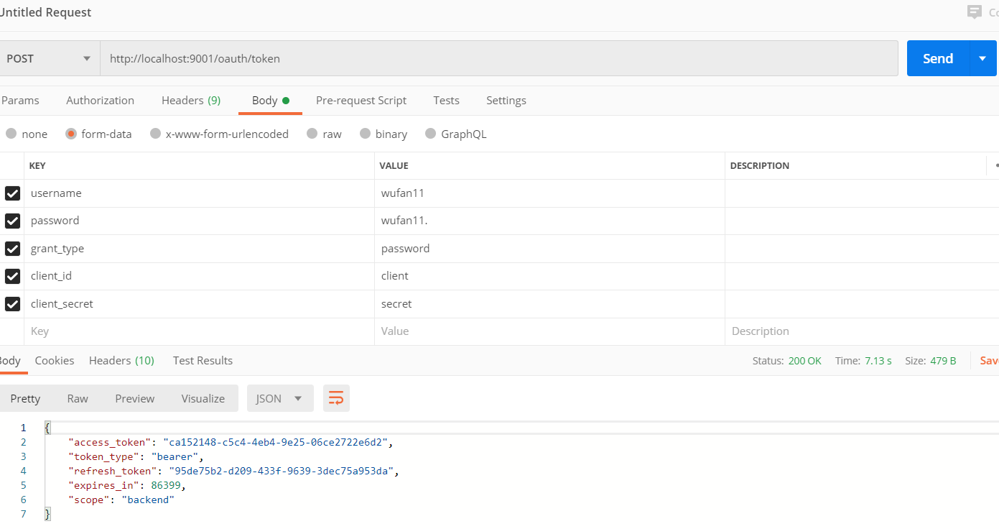 Untitled Request
POST http://localhost:9001/oauth/token Send
Params Authorization Headers (9) Body Pre-request Script Tests Settings
none form-data x-www-form-urlencoded raw binary GraphQL
KEY VALUE DESCRIPTION
username wufan11
password wufan11.
grant_type password
client_id client
client_secret secret
Key Value Description
Body Cookies Headers (10) Test Results Status: 200 OK Time: 7.13 s Size: 479 B Save
Pretty Raw Preview Visualize JSON
1 {
2 "access_token": "ca152148-c5c4-4eb4-9e25-06ce2722e6d2",
3 "token_type": "bearer",
4 "refresh_token": "95de75b2-d209-433f-9639-3dec75a953da",
5 "expires_in": 86399,
6 "scope": "backend"
7 }